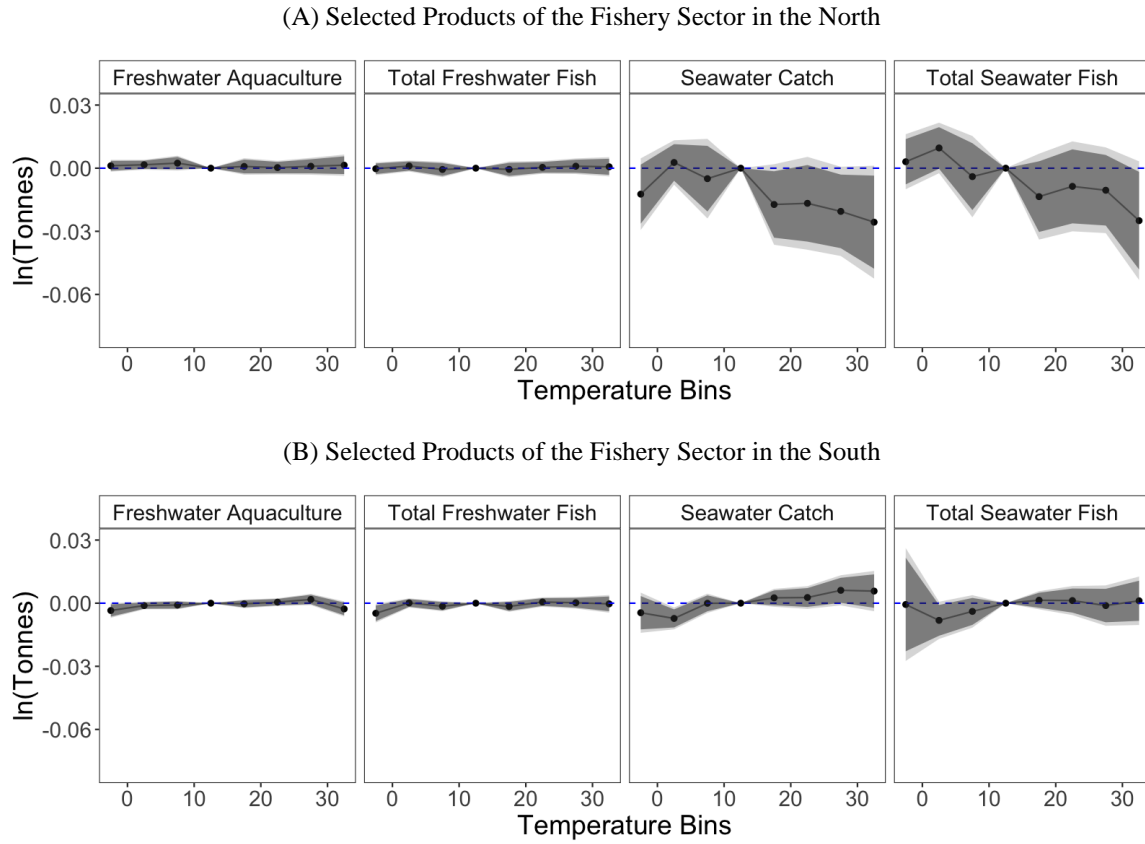 (A) Selected Products of the Fishery Sector in the North
Freshwater Aquaculture Total Freshwater Fish Seawater Catch Total Seawater Fish
0.03
0.00
-0.03
-0.06
ln(Tonnes)
0 10 20 30 0 10 20 30 0 10 20 30 0 10 20 30
Temperature Bins
(B) Selected Products of the Fishery Sector in the South
Freshwater Aquaculture Total Freshwater Fish Seawater Catch Total Seawater Fish
0.03
0.00
-0.03
-0.06
ln(Tonnes)
0 10 20 30 0 10 20 30 0 10 20 30 0 10 20 30
Temperature Bins